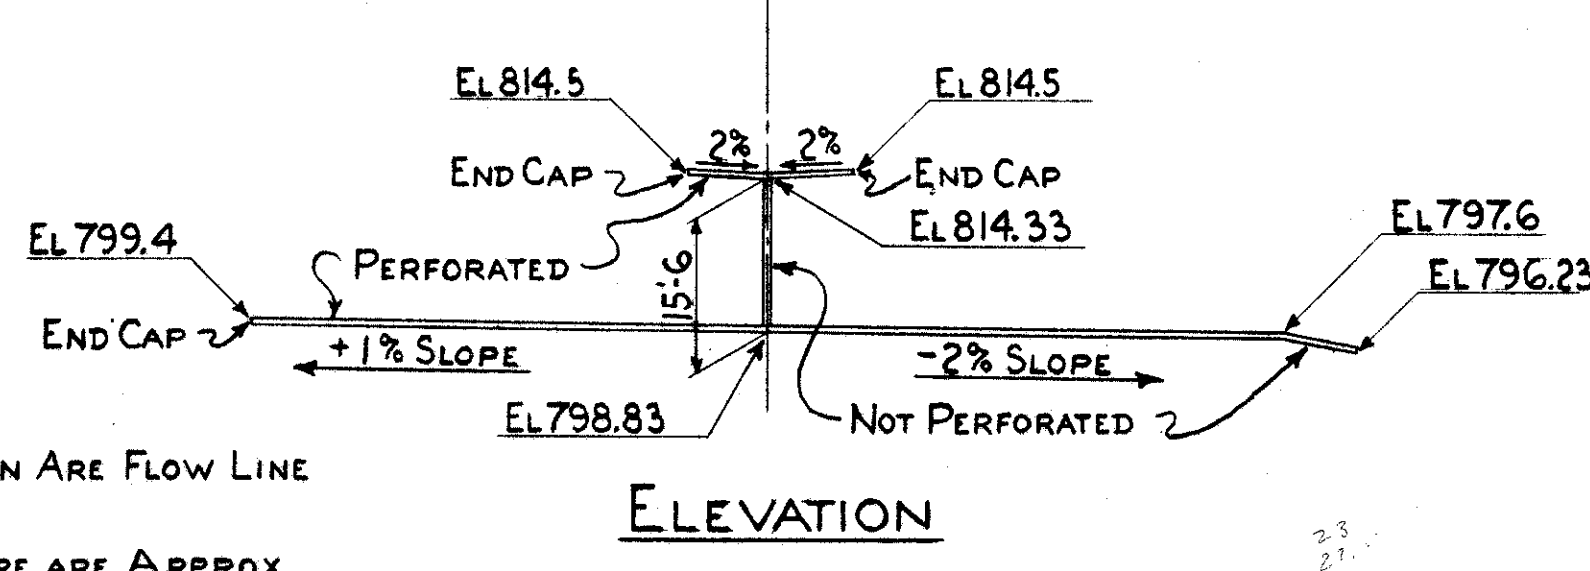 EL 814.5
EL 814.5
2%
2%
END CAP
END CAP
EL 814.33
EL 799.4
EL 797.6
PERFORATED
EL 796.23
15'-6
END CAP
+1% SLOPE
-2% SLOPE
EL 798.83
NOT PERFORATED
N ARE FLOW LINE
ELEVATION
RE ARE APPROX
23